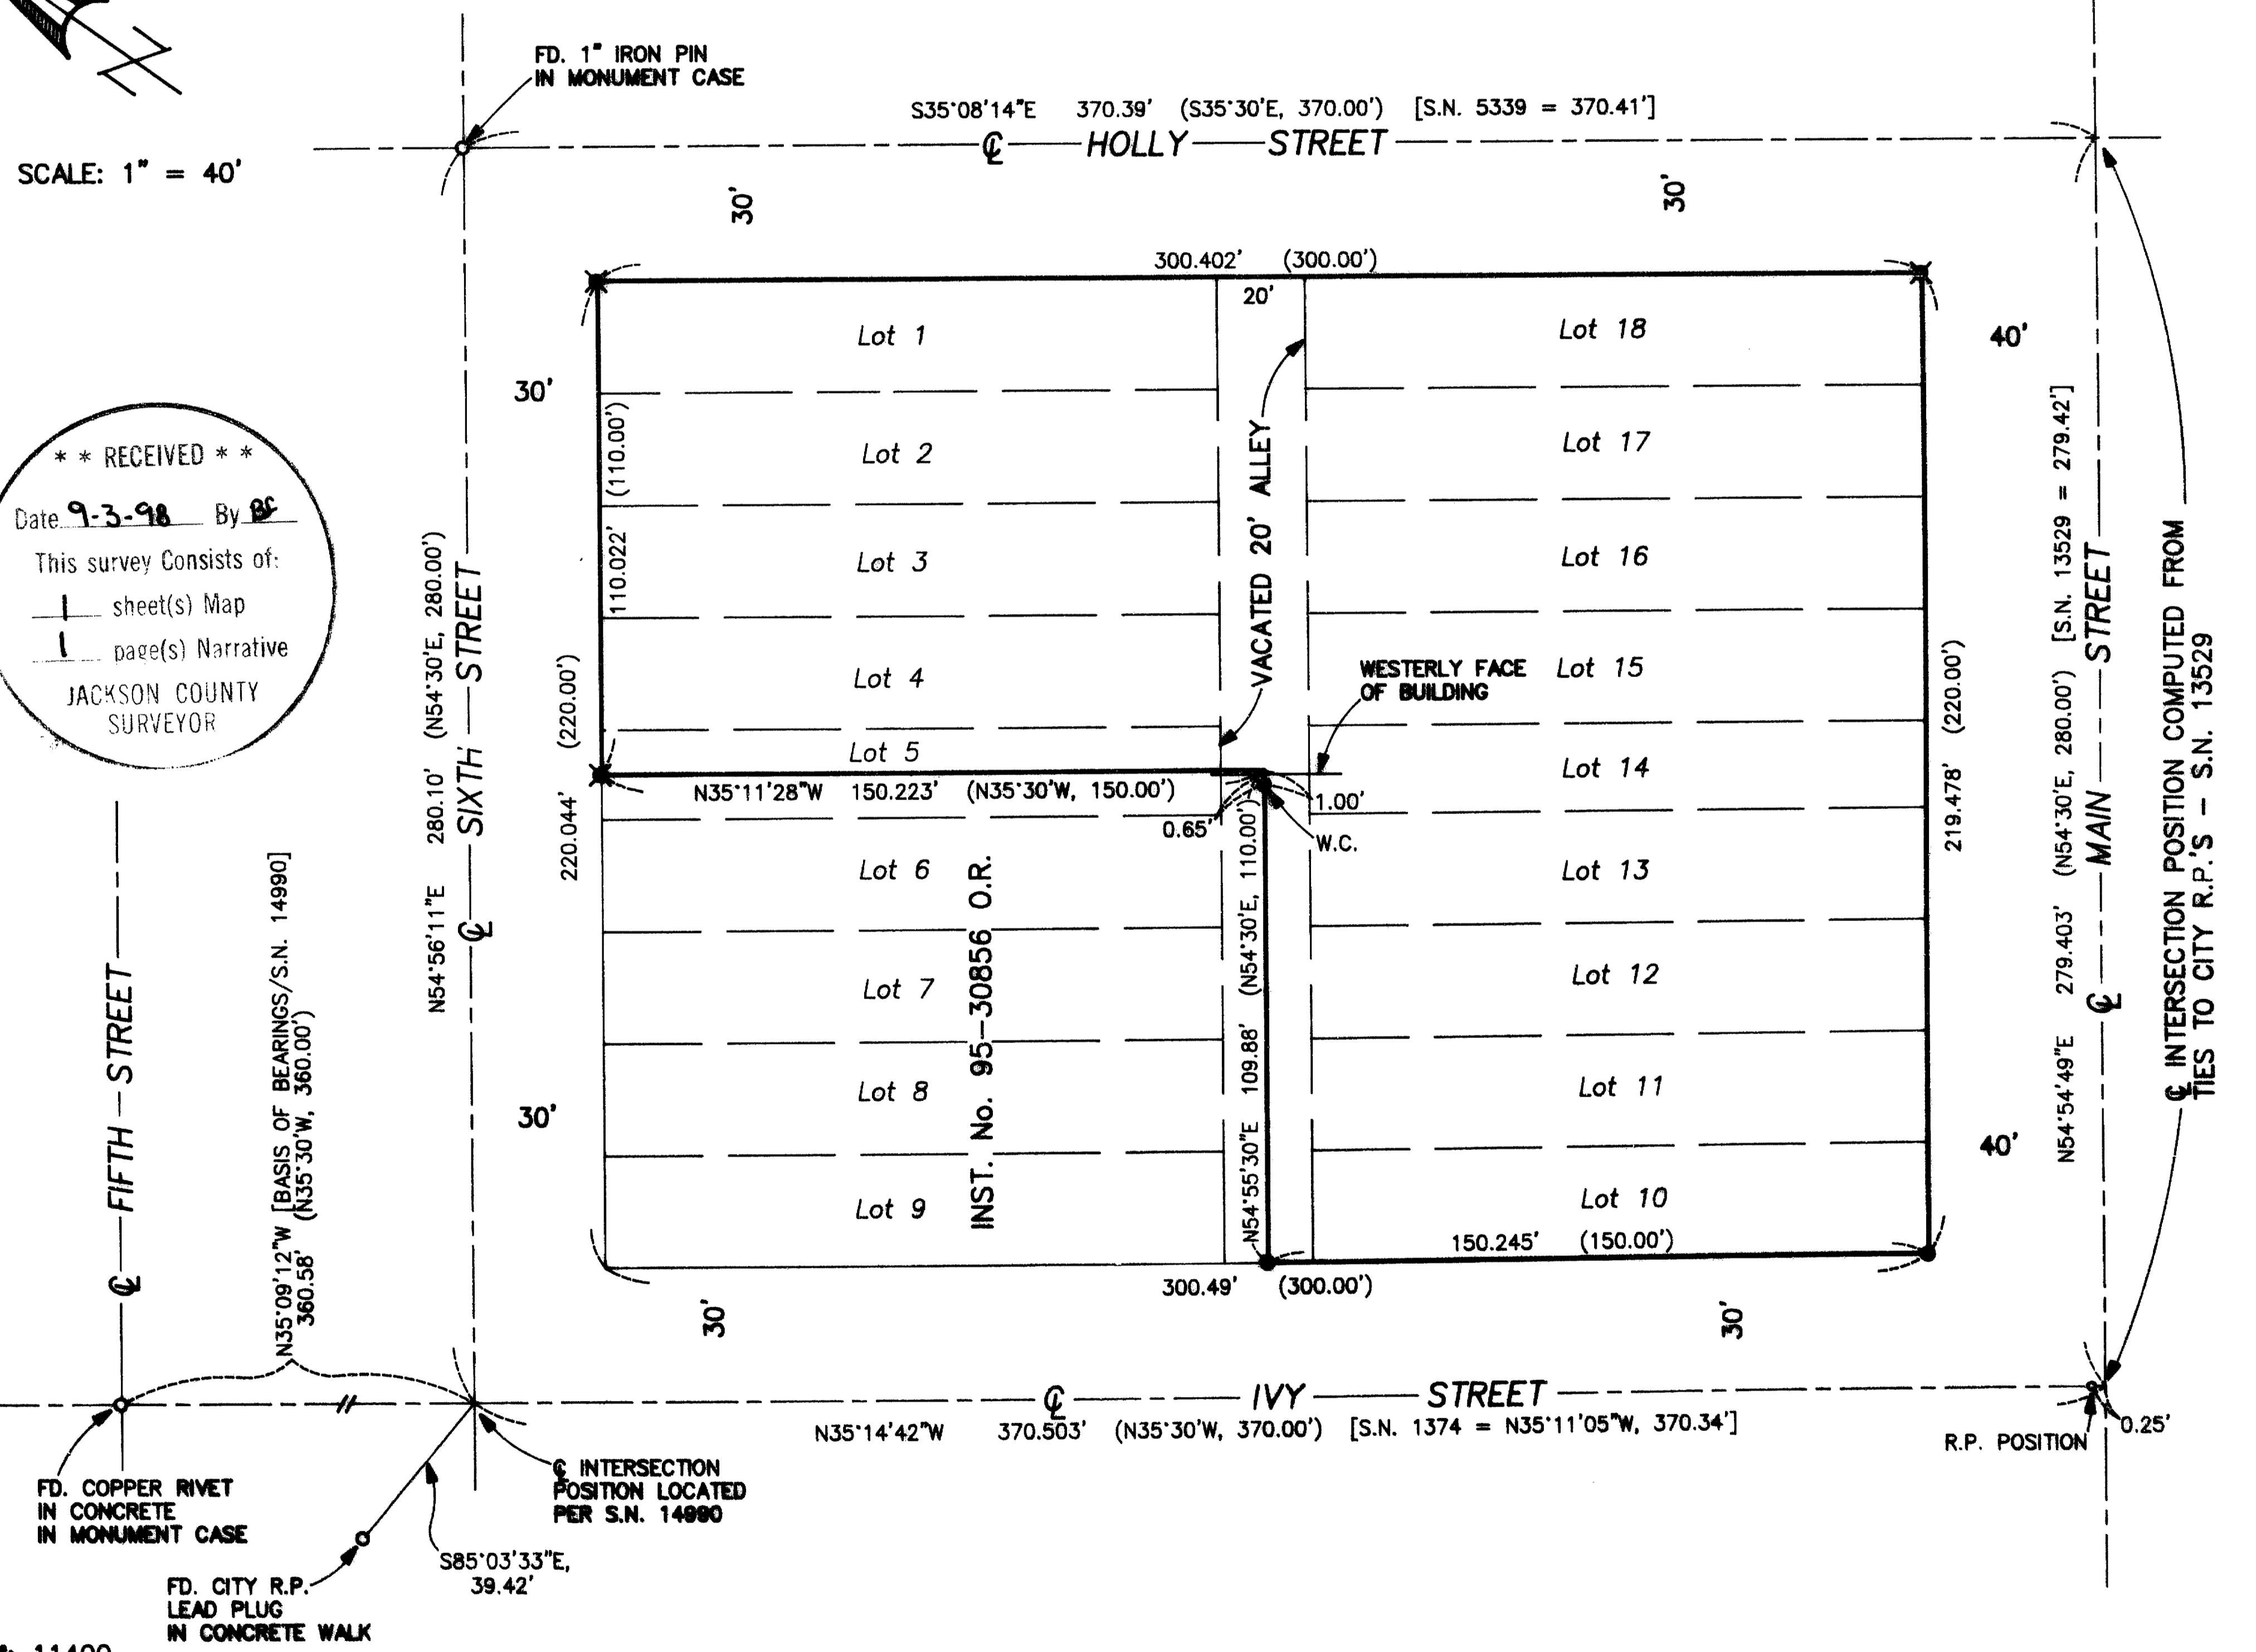 FD. 1" IRON PIN
IN MONUMENT CASE
S35°08'14"E 370.39' (S35°30'E, 370.00') [S.N. 5339 = 370.41']
℄ HOLLY STREET
SCALE: 1" = 40'
30'
30'
300.402' (300.00')
20'
Lot 1
Lot 18
40'
30'
Lot 2
Lot 17
Lot 3
Lot 16
Lot 4
Lot 15
Lot 5
Lot 14
110.022' (110.00')
VACATED 20' ALLEY
WESTERLY FACE
OF BUILDING
* * RECEIVED * *
Date 9-3-98 By
This survey Consists of:
1 sheet(s) Map
1 page(s) Narrative
JACKSON COUNTY
SURVEYOR
N54°56'11"E 280.10' (N54°30'E, 280.00')
℄ SIXTH STREET
220.044' (220.00')
N35°11'28"W 150.223' (N35°30'W, 150.00')
0.65'
1.00'
W.C.
219.478' (220.00')
N54°54'49"E 279.403' (N54°30'E, 280.00') [S.N. 13529 = 279.42']
℄ MAIN STREET
℄ INTERSECTION POSITION COMPUTED FROM
TIES TO CITY R.P.'S - S.N. 13529
Lot 6
Lot 13
Lot 7
Lot 12
Lot 8
Lot 11
Lot 9
Lot 10
INST. No. 95-30856 O.R.
N54°55'30"E 109.88' (N54°30'E, 110.00')
30'
40'
150.245' (150.00')
300.49' (300.00')
30'
30'
℄ FIFTH STREET
N35°09'12"W [BASIS OF BEARINGS/S.N. 14990]
360.58' (N35°30'W, 360.00')
℄ IVY STREET
N35°14'42"W 370.503' (N35°30'W, 370.00') [S.N. 1374 = N35°11'05"W, 370.34']
R.P. POSITION
0.25'
FD. COPPER RIVET
IN CONCRETE
IN MONUMENT CASE
℄ INTERSECTION
POSITION LOCATED
PER S.N. 14990
S85°03'33"E,
39.42'
FD. CITY R.P.
LEAD PLUG
IN CONCRETE WALK